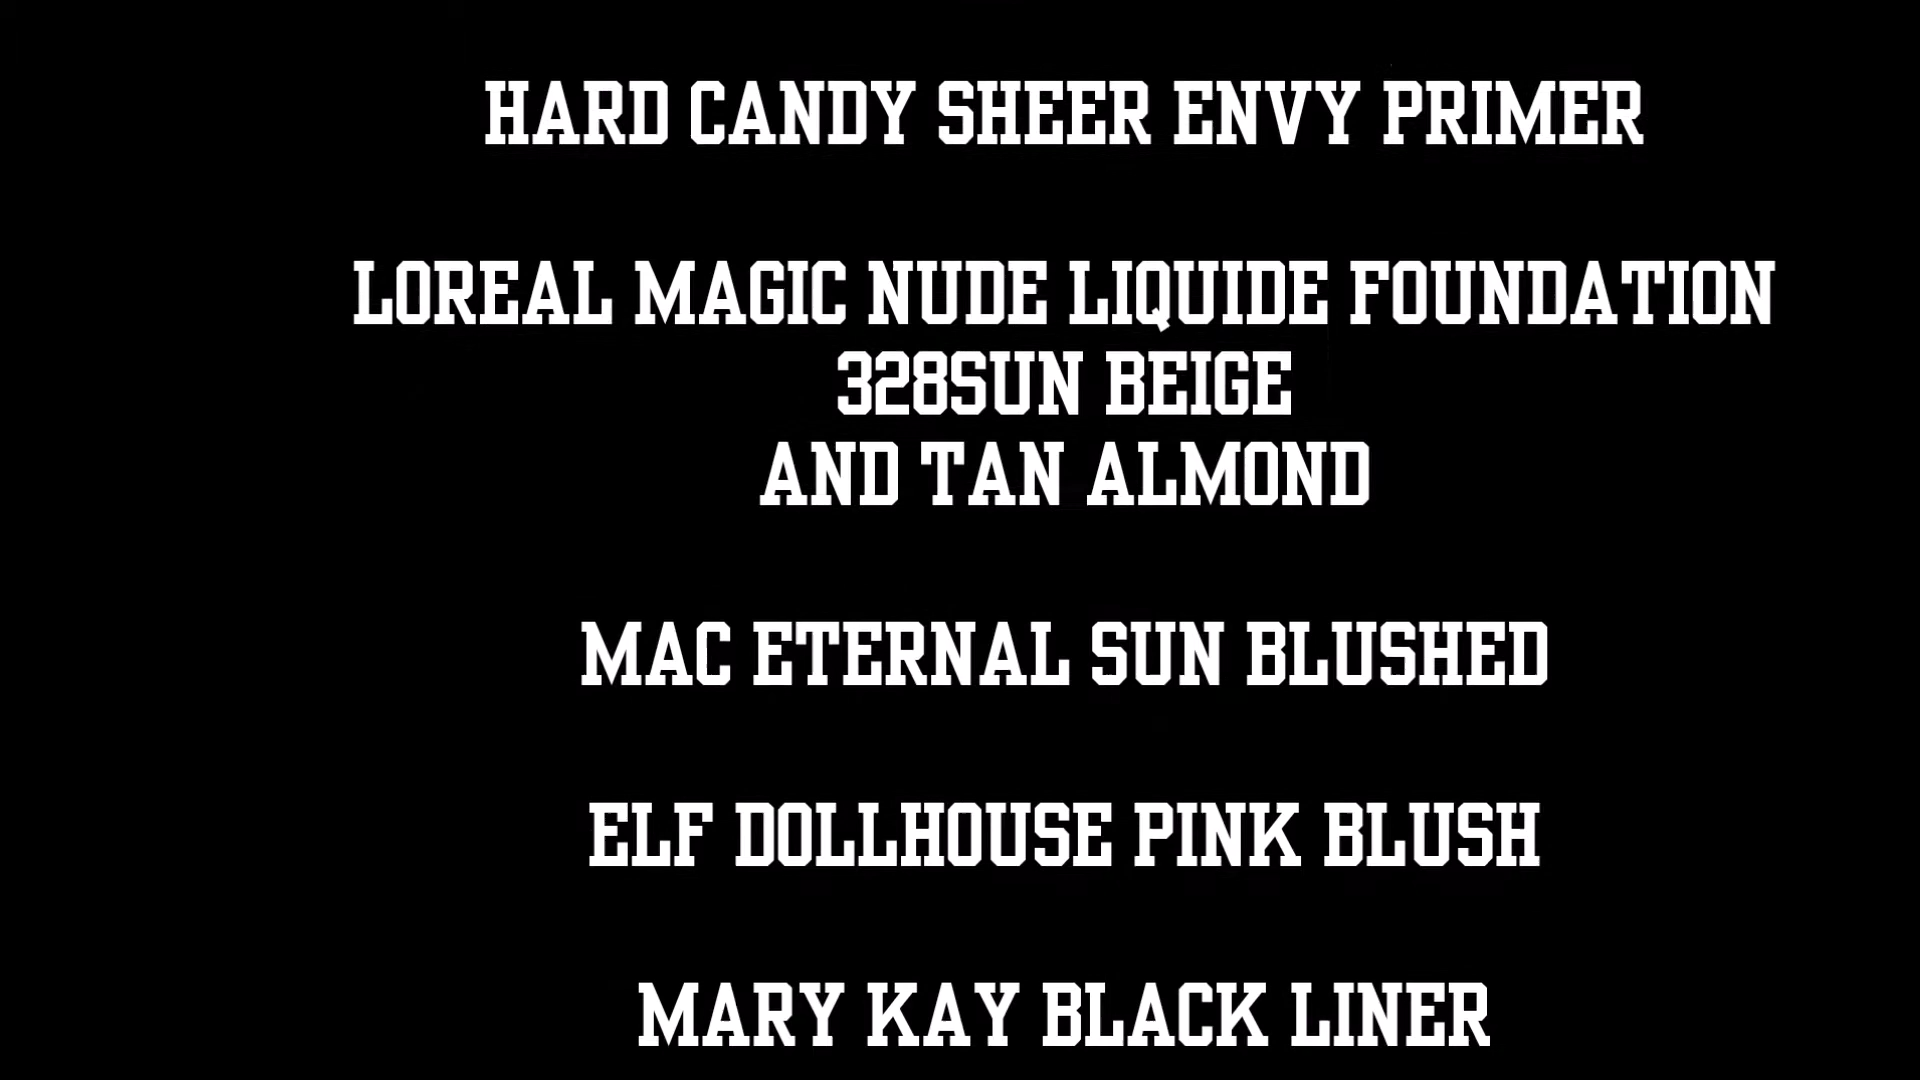 HARD CANDY SHEER ENVY PRIMER
LOREAL MAGIC NUDE LIQUIDE FOUNDATION
328SUN BEIGE
AND TAN ALMOND
MAC ETERNAL SUN BLUSHED
ELF DOLLHOUSE PINK BLUSH
MARY KAY BLACK LINER